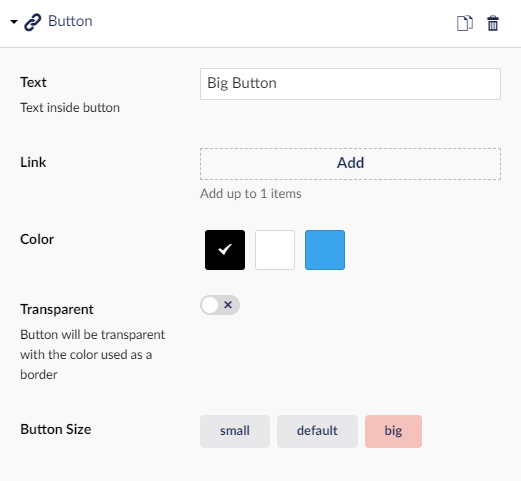 Button
Text
Text inside button
Big Button
Link
Add
Add up to 1 items
Color
Transparent
Button will be transparent
with the color used as a
border
Button Size
small
default
big